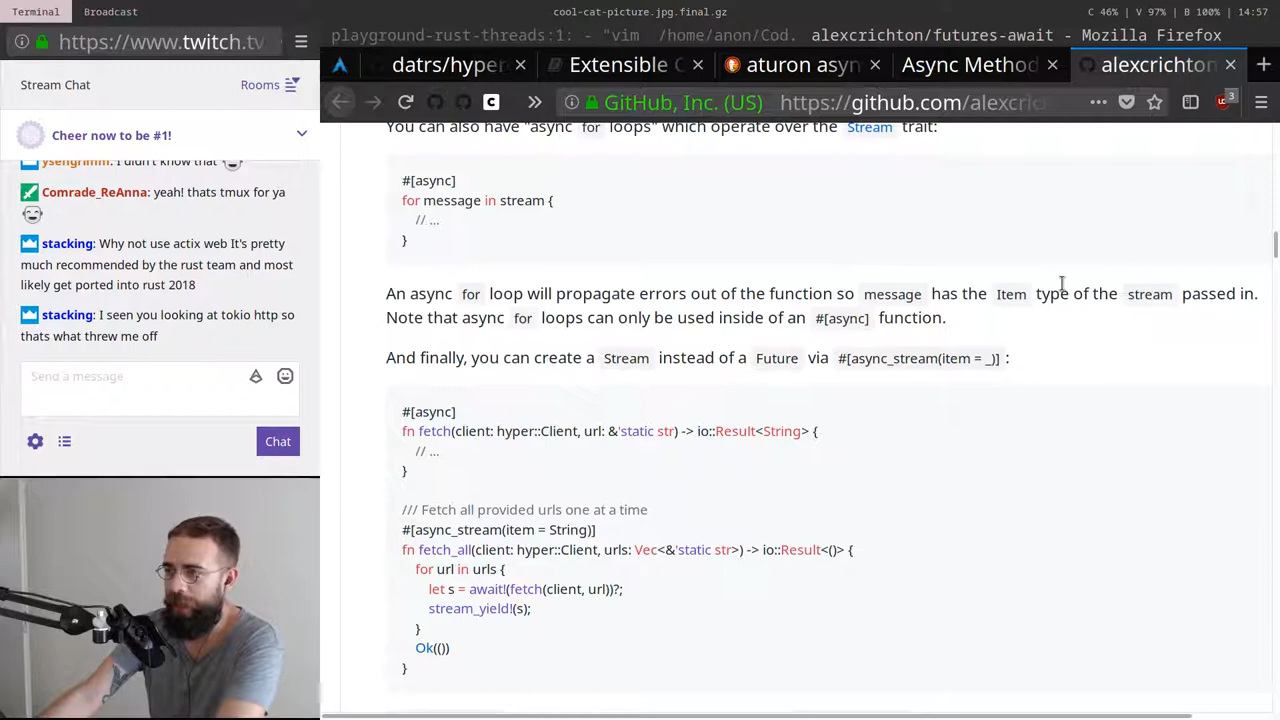 Terminal
Broadcast
cool-cat-picture.jpg.final.gz
C 46% | V 97% | B 100% | 14:57
https://www.twitch.tv
playground-rust-threads:1: - "vim /home/anon/Cod.
alexcrichton/futures-await - Mozilla Firefox
datrs/hyper
Extensible C
aturon asyn
Async Method
alexcrichton
GitHub, Inc. (US)
https://github.com/alexcric
3
Stream Chat
Rooms
Cheer now to be #1!
ysengrimm: I didn't know that
Comrade_ReAnna: yeah! thats tmux for ya
stacking: Why not use actix web It's pretty
much recommended by the rust team and most
likely get ported into rust 2018
stacking: I seen you looking at tokio http so
thats what threw me off
Send a message
Chat
You can also have "async for loops" which operate over the Stream trait:
#[async]
for message in stream {
// ...
}
An async for loop will propagate errors out of the function so message has the Item type of the stream passed in.
Note that async for loops can only be used inside of an #[async] function.
And finally, you can create a Stream instead of a Future via #[async_stream(item = _)] :
#[async]
fn fetch(client: hyper::Client, url: &'static str) -> io::Result<String> {
// ...
}
/// Fetch all provided urls one at a time
#[async_stream(item = String)]
fn fetch_all(client: hyper::Client, urls: Vec<&'static str>) -> io::Result<()> {
for url in urls {
let s = await!(fetch(client, url))?;
stream_yield!(s);
}
Ok(())
}